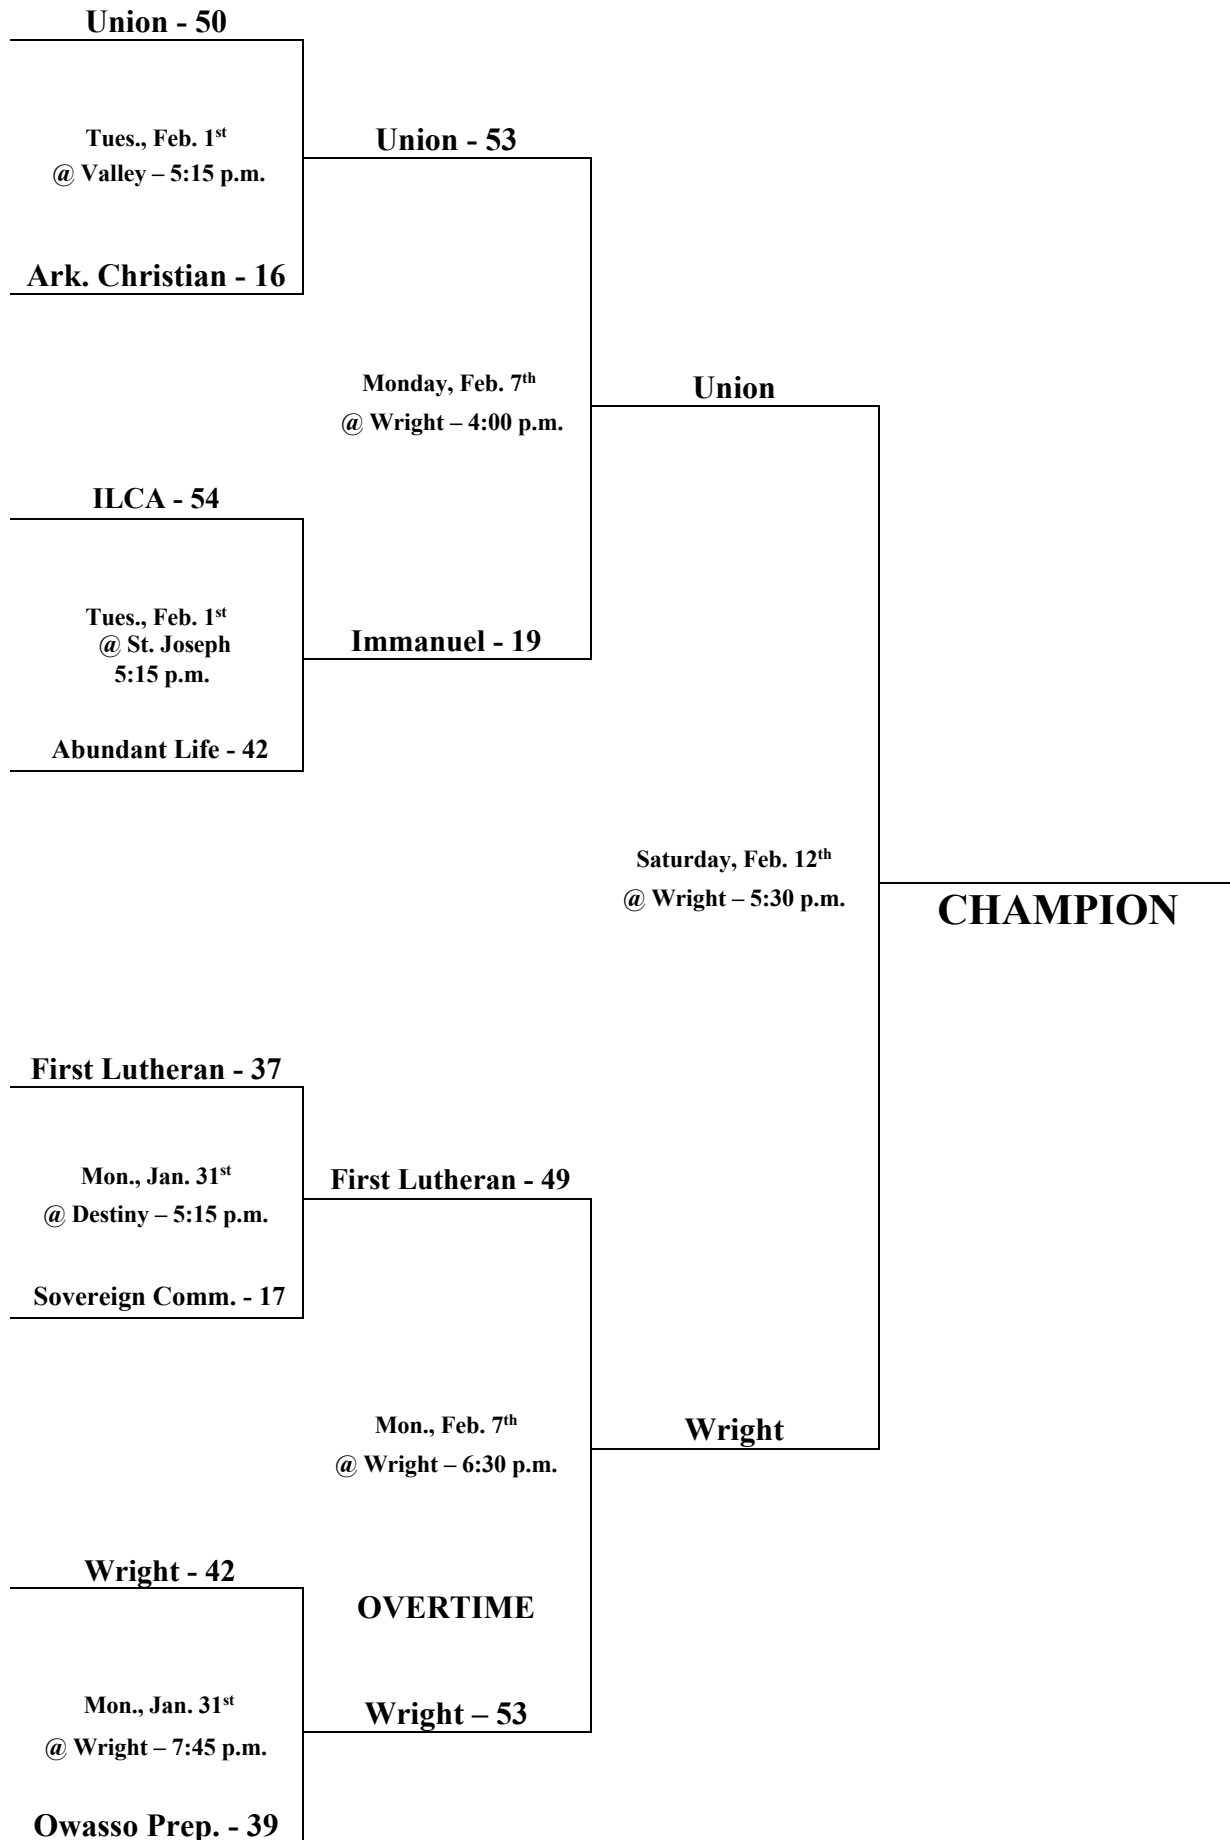 Union - 50
Tues., Feb. 1st
@ Valley – 5:15 p.m.
Ark. Christian - 16
Union - 53
Monday, Feb. 7th
@ Wright – 4:00 p.m.
ILCA - 54
Tues., Feb. 1st
@ St. Joseph
5:15 p.m.
Abundant Life - 42
Immanuel - 19
Union
Saturday, Feb. 12th
@ Wright – 5:30 p.m.
CHAMPION
First Lutheran - 37
Mon., Jan. 31st
@ Destiny – 5:15 p.m.
Sovereign Comm. - 17
First Lutheran - 49
Mon., Feb. 7th
@ Wright – 6:30 p.m.
Wright
Wright - 42
OVERTIME
Mon., Jan. 31st
@ Wright – 7:45 p.m.
Wright – 53
Owasso Prep. - 39